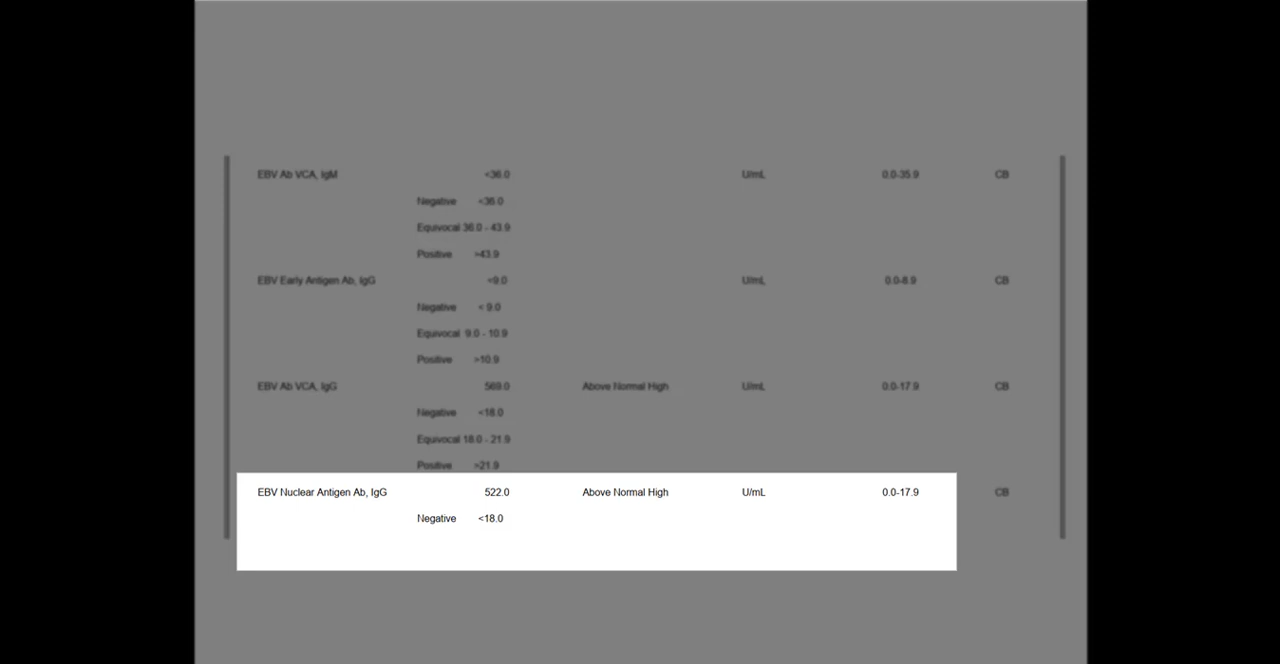 EBV Ab VCA, IgM <36.0 U/mL 0.0-35.9 CB
Negative <36.0
Equivocal 36.0 - 43.9
Positive >43.9
EBV Early Antigen Ab, IgG <9.0 U/mL 0.0-8.9 CB
Negative < 9.0
Equivocal 9.0 - 10.9
Positive >10.9
EBV Ab VCA, IgG 569.0 Above Normal High U/mL 0.0-17.9 CB
Negative <18.0
Equivocal 18.0 - 21.9
Positive >21.9
EBV Nuclear Antigen Ab, IgG 522.0 Above Normal High U/mL 0.0-17.9 CB
Negative <18.0